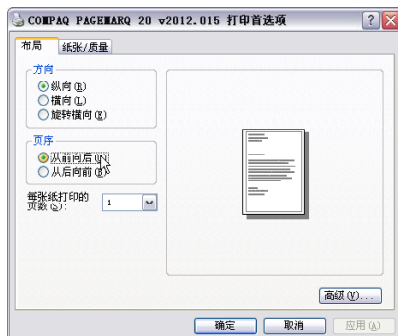 COMPAQ PAGEMARQ 20 v2012.015 打印首选项
布局
纸张/质量
方向
纵向(R)
横向(L)
旋转横向(E)
页序
从前向后(N)
从后向前(B)
每张纸打印的
页数(S):
1
高级(V)...
确定
取消
应用(A)